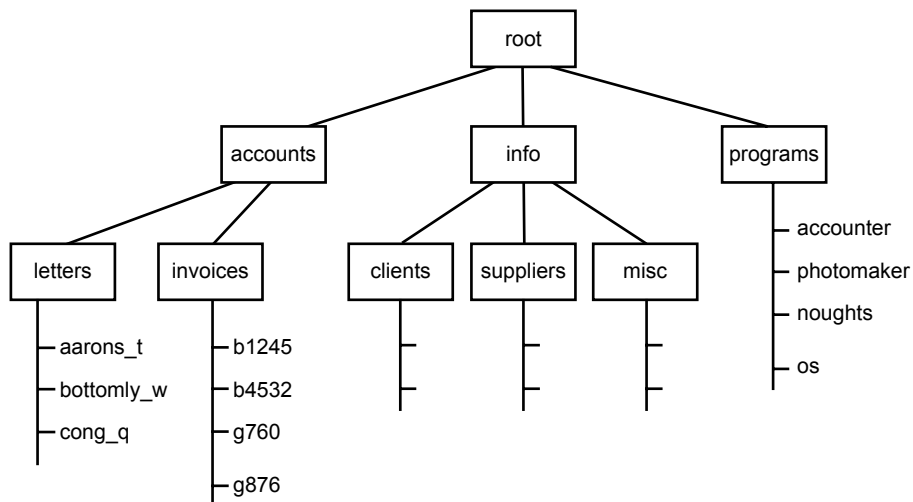 root
accounts
info
programs
letters
invoices
clients
suppliers
misc
accounter
photomaker
noughts
os
aarons_t
bottomly_w
cong_q
b1245
b4532
g760
g876